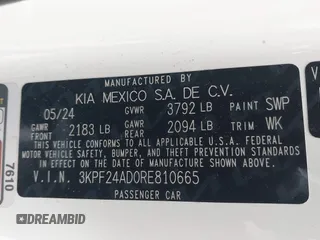 MANUFACTURED BY
KIA MEXICO S.A. DE C.V.
05/24 GVWR 3792 LB PAINT SWP
GAWR FRONT 2183 LB GAWR REAR 2094 LB TRIM WK
THIS VEHICLE CONFORMS TO ALL APPLICABLE U.S.A. FEDERAL
MOTOR VEHICLE SAFETY, BUMPER, AND THEFT PREVENTION
STANDARDS IN EFFECT ON THE DATE OF MANUFACTURE SHOWN ABOVE.
V.I.N. 3KPF24AD0RE810665
PASSENGER CAR
7610
DREAMBID
V